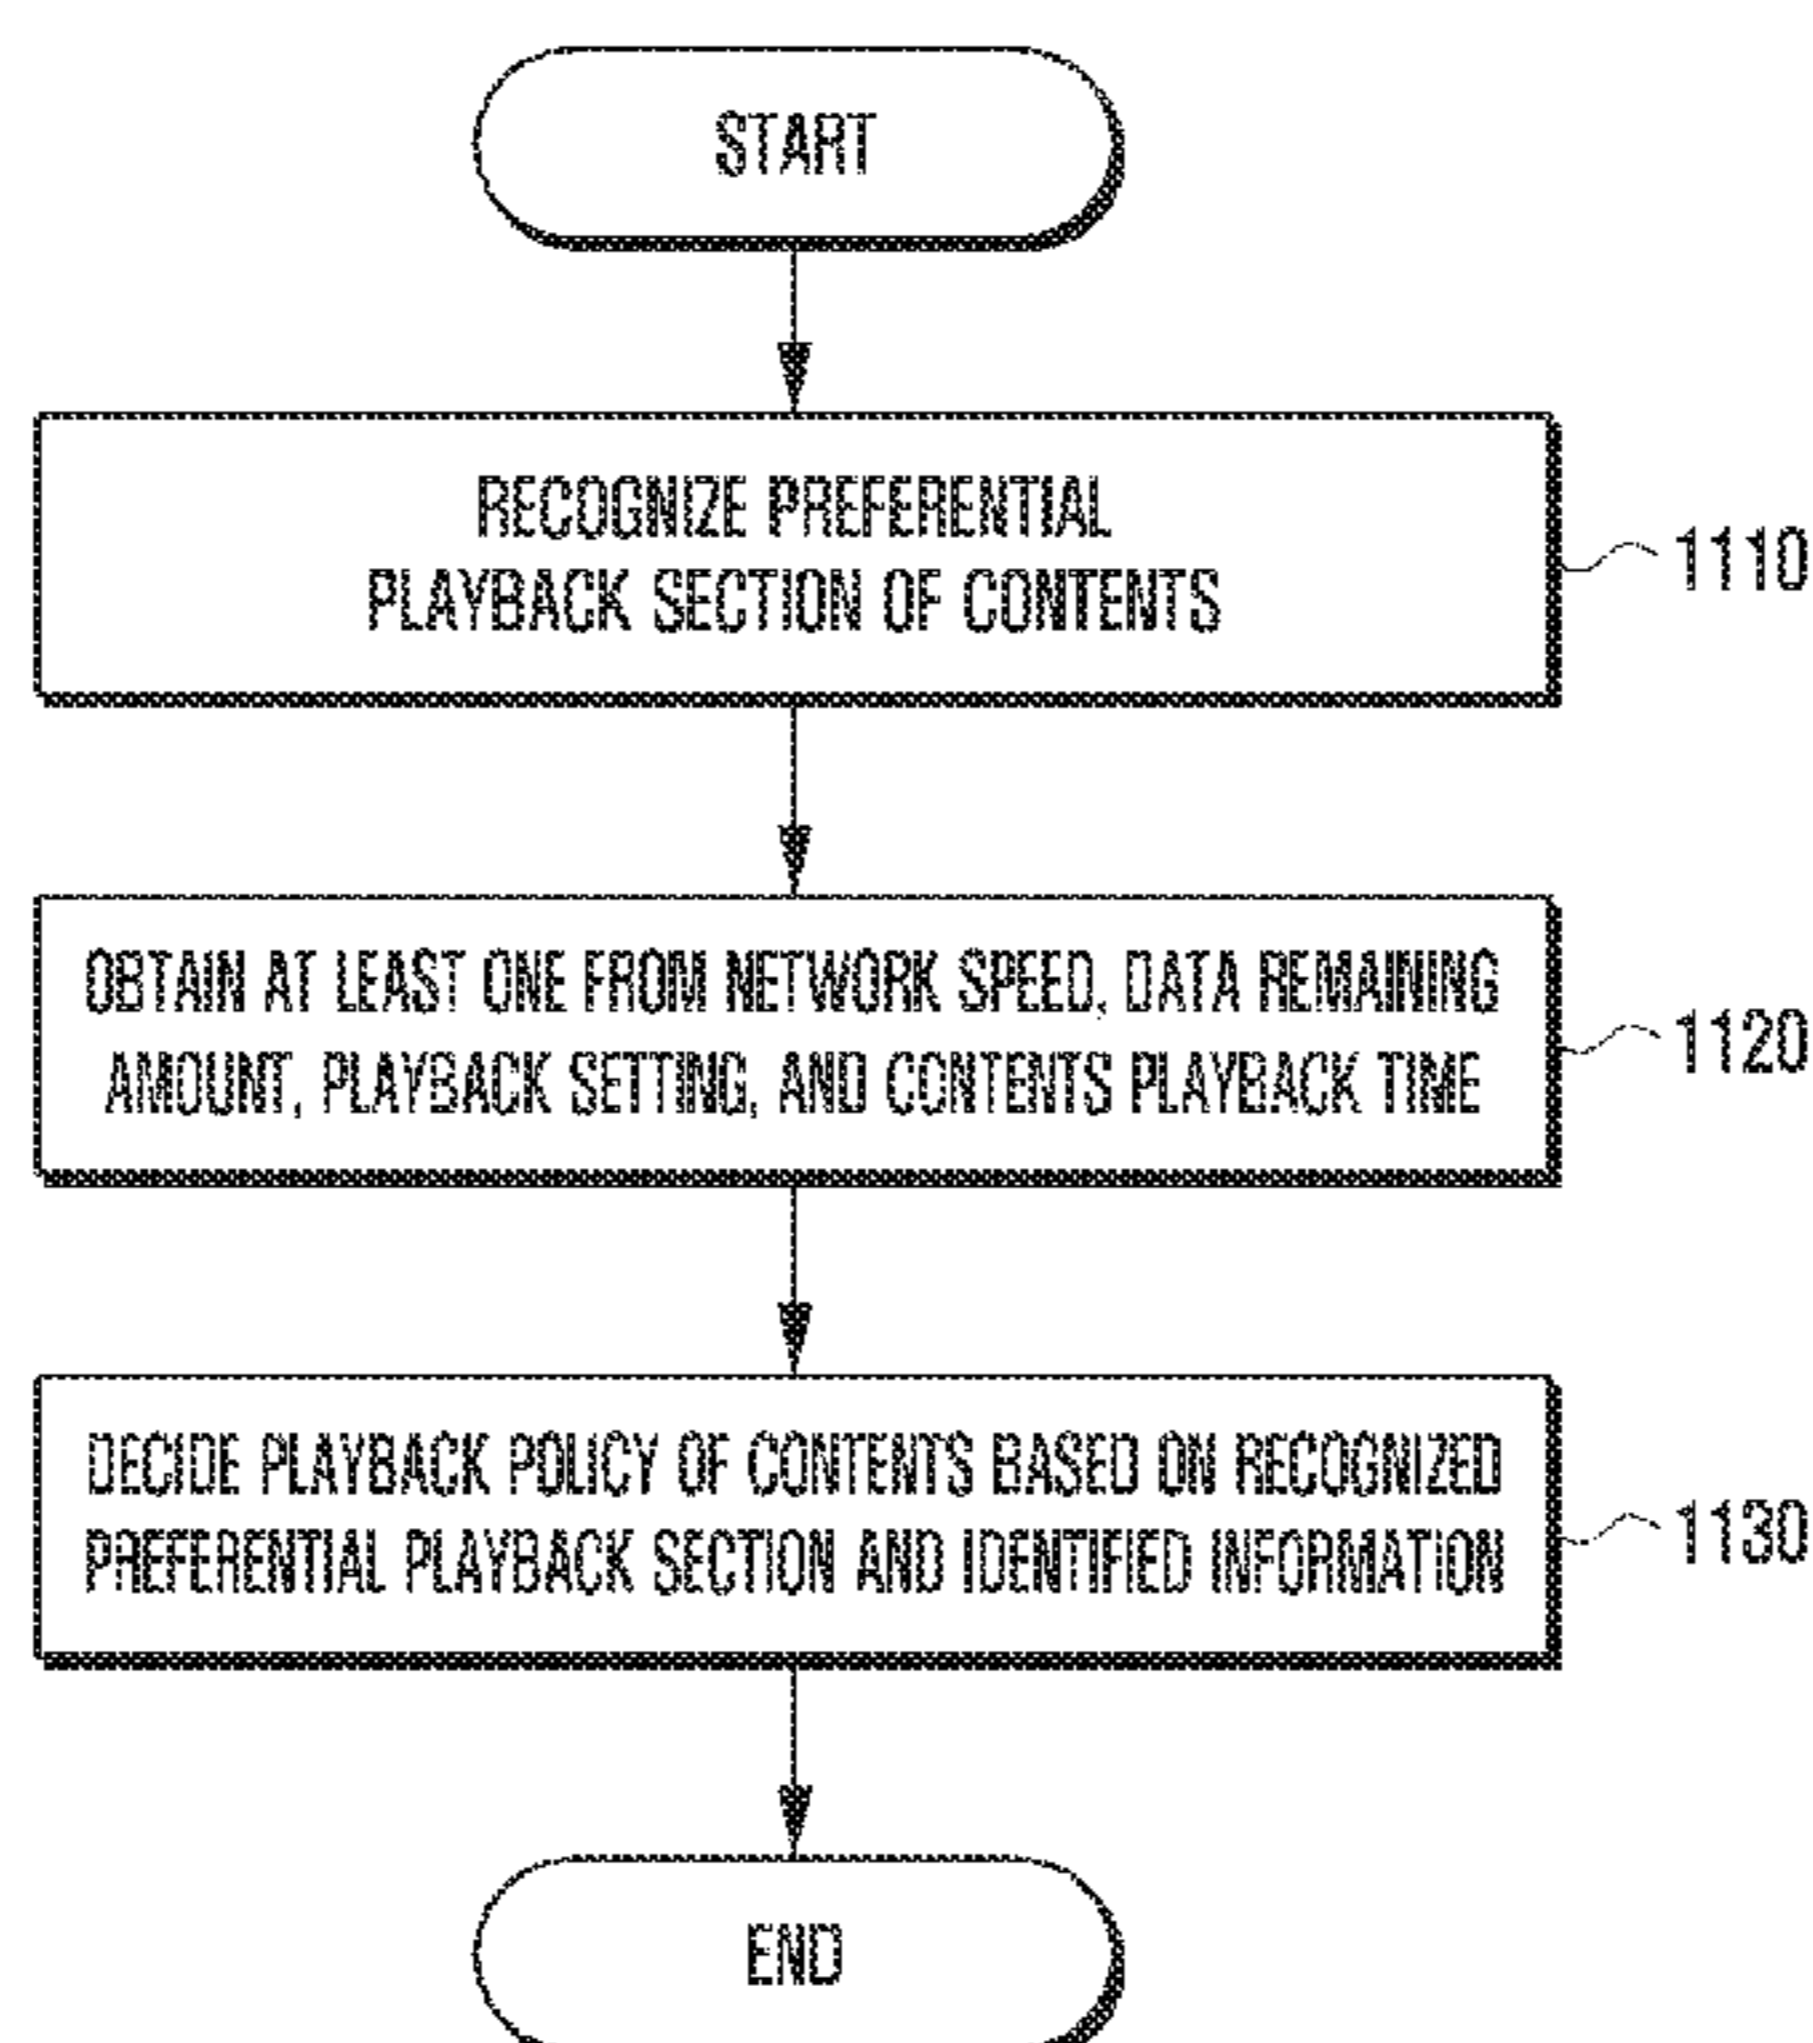 START
RECOGNIZE PREFERENTIAL
PLAYBACK SECTION OF CONTENTS
1110
OBTAIN AT LEAST ONE FROM NETWORK SPEED, DATA REMAINING
AMOUNT, PLAYBACK SETTING, AND CONTENTS PLAYBACK TIME
1120
DECIDE PLAYBACK POLICY OF CONTENTS BASED ON RECOGNIZED
PREFERENTIAL PLAYBACK SECTION AND IDENTIFIED INFORMATION
1130
END